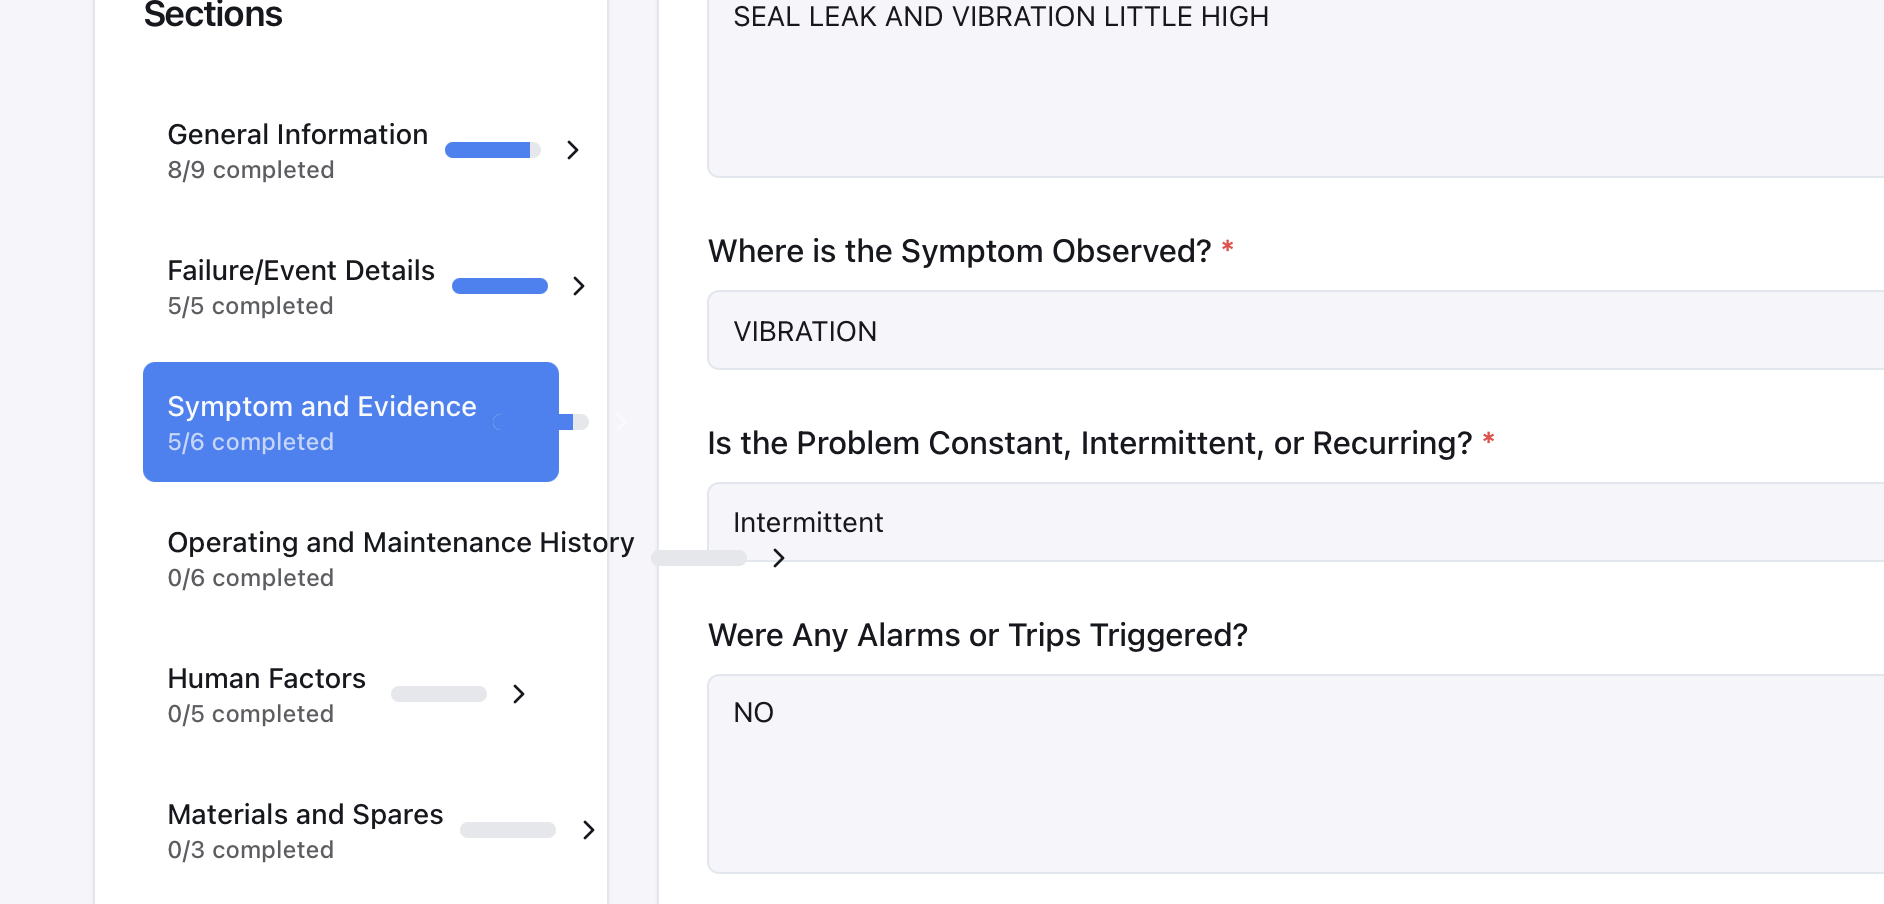 Sections
General Information
8/9 completed
Failure/Event Details
5/5 completed
Symptom and Evidence
5/6 completed
Operating and Maintenance History
0/6 completed
Human Factors
0/5 completed
Materials and Spares
0/3 completed
SEAL LEAK AND VIBRATION LITTLE HIGH
Where is the Symptom Observed? *
VIBRATION
Is the Problem Constant, Intermittent, or Recurring? *
Intermittent
Were Any Alarms or Trips Triggered?
NO